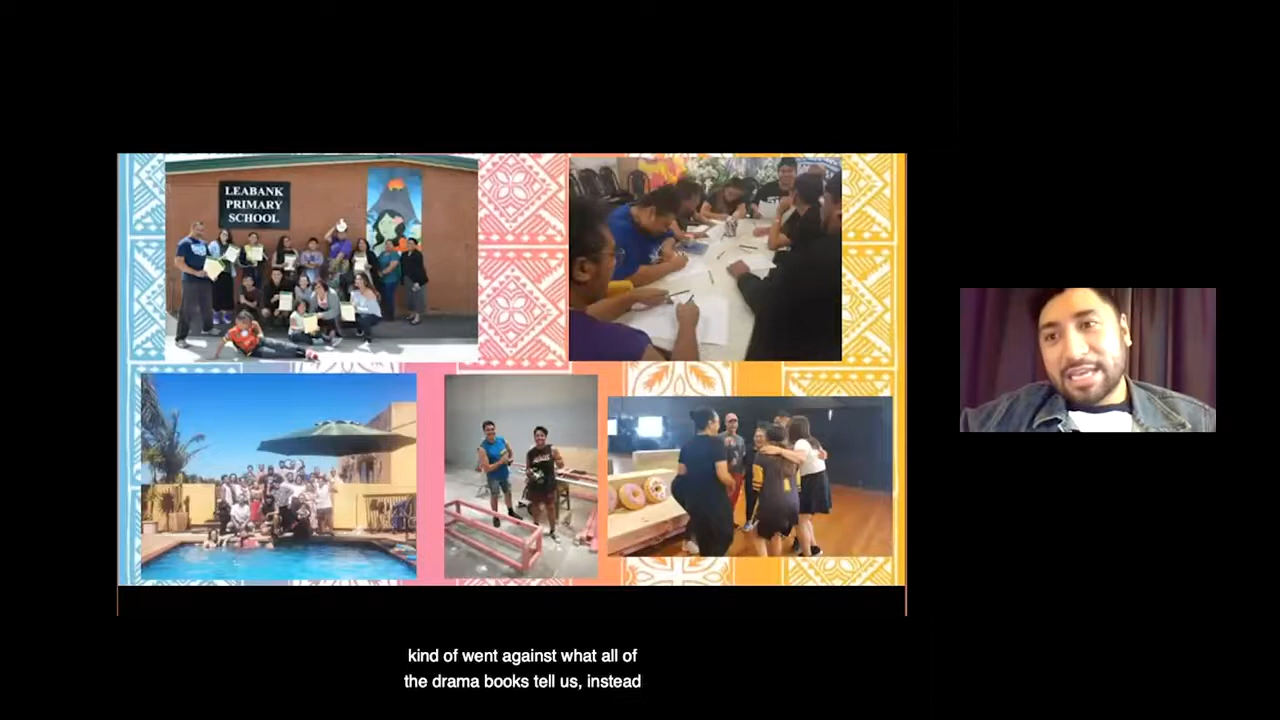 LEABANK
PRIMARY
SCHOOL
kind of went against what all of
the drama books tell us, instead